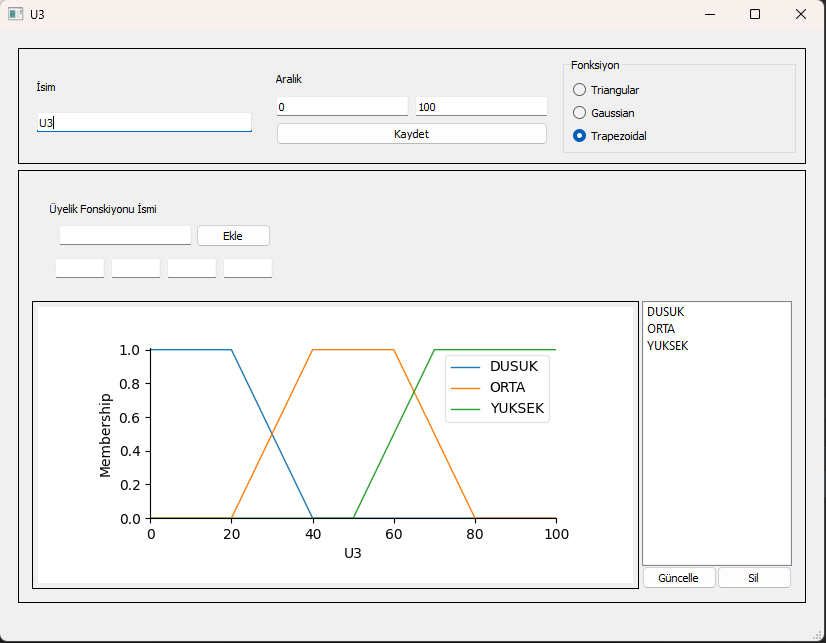 U3
İsim
U3
Aralık
0
100
Kaydet
Fonksiyon
Triangular
Gaussian
Trapezoidal
Üyelik Fonskiyonu İsmi
Ekle
1.0
0.8
0.6
0.4
0.2
0.0
Membership
0 20 40 60 80 100
U3
DUSUK
ORTA
YUKSEK
DUSUK
ORTA
YUKSEK
Güncelle
Sil